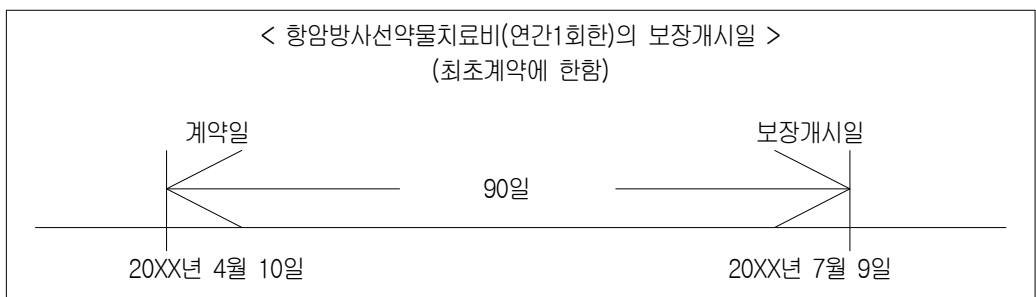 < 항암방사선약물치료비(연간1회한)의 보장개시일 >
(최초계약에 한함)
계약일 보장개시일
90일
20XX년 4월 10일 20XX년 7월 9일